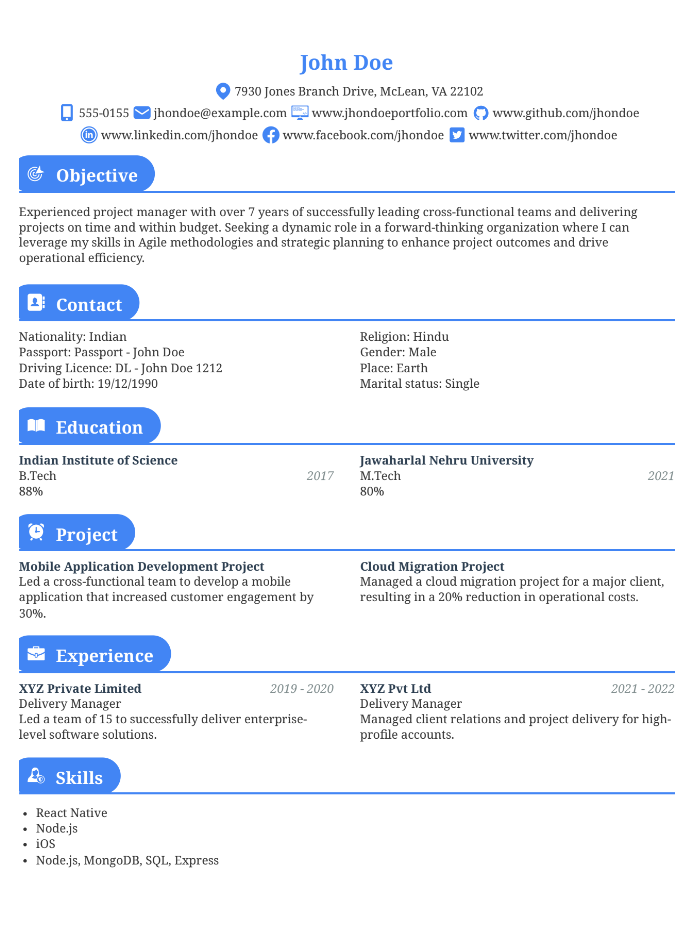 John Doe
7930 Jones Branch Drive, McLean, VA 22102
555-0155 jhondoe@example.com www.jhondoeportfolio.com www.github.com/jhondoe
www.linkedin.com/jhondoe www.facebook.com/jhondoe www.twitter.com/jhondoe
Objective
Experienced project manager with over 7 years of successfully leading cross-functional teams and delivering
projects on time and within budget. Seeking a dynamic role in a forward-thinking organization where I can
leverage my skills in Agile methodologies and strategic planning to enhance project outcomes and drive
operational efficiency.
Contact
Nationality: Indian
Passport: Passport - John Doe
Driving Licence: DL - John Doe 1212
Date of birth: 19/12/1990
Religion: Hindu
Gender: Male
Place: Earth
Marital status: Single
Education
Indian Institute of Science
B.Tech 2017
88%
Jawaharlal Nehru University
M.Tech 2021
80%
Project
Mobile Application Development Project
Led a cross-functional team to develop a mobile
application that increased customer engagement by
30%.
Cloud Migration Project
Managed a cloud migration project for a major client,
resulting in a 20% reduction in operational costs.
Experience
XYZ Private Limited 2019 - 2020
Delivery Manager
Led a team of 15 to successfully deliver enterprise-
level software solutions.
XYZ Pvt Ltd 2021 - 2022
Delivery Manager
Managed client relations and project delivery for high-
profile accounts.
Skills
• React Native
• Node.js
• iOS
• Node.js, MongoDB, SQL, Express